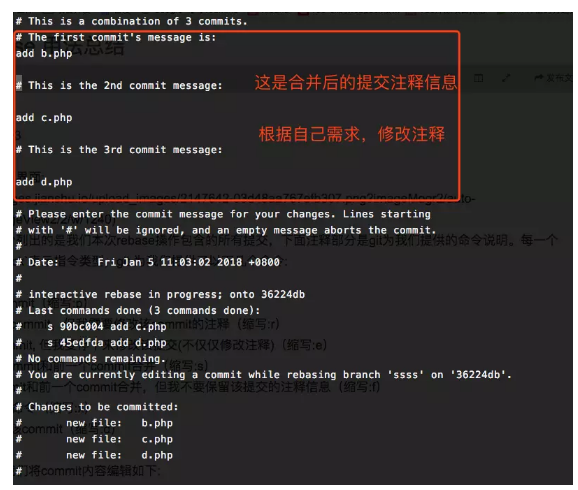 # This is a combination of 3 commits.
# The first commit's message is:
add b.php
# This is the 2nd commit message:
这是合并后的提交注释信息
add c.php
根据自己需求，修改注释
# This is the 3rd commit message:
add d.php
# Please enter the commit message for your changes. Lines starting
# with '#' will be ignored, and an empty message aborts the commit.
#
# Date:      Fri Jan 5 11:03:02 2018 +0800
#
# interactive rebase in progress; onto 36224db
# Last commands done (3 commands done):
#    s 90bc004 add c.php
#    s 45edfda add d.php
# No commands remaining.
# You are currently editing a commit while rebasing branch 'ssss' on '36224db'.
#
# Changes to be committed:
#       new file:   b.php
#       new file:   c.php
#       new file:   d.php
#